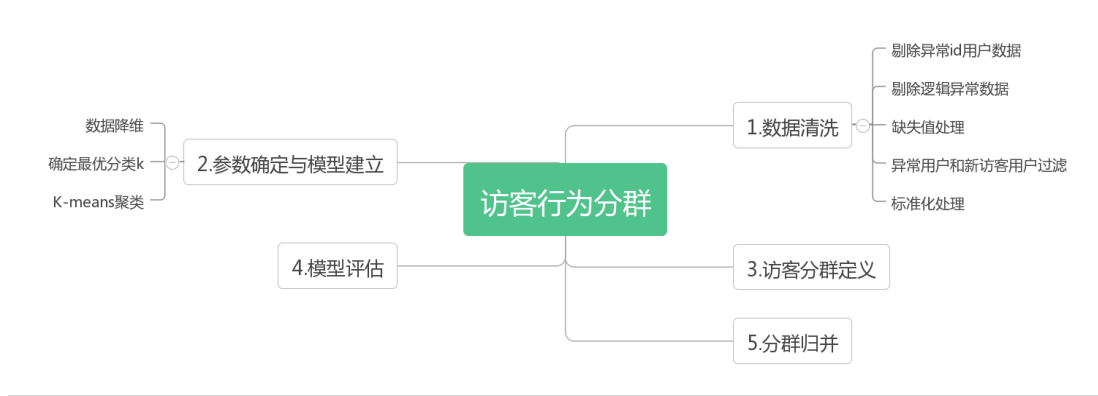 访客行为分群
1.数据清洗
剔除异常id用户数据
剔除逻辑异常数据
缺失值处理
异常用户和新访客用户过滤
标准化处理
2.参数确定与模型建立
数据降维
确定最优分类k
K-means聚类
3.访客分群定义
4.模型评估
5.分群归并